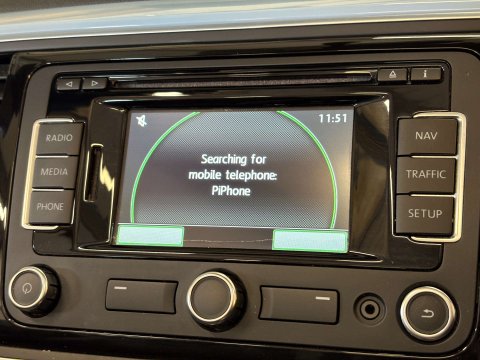 11:51
RADIO
MEDIA
PHONE
Searching for
mobile telephone:
PiPhone
NAV
TRAFFIC
SETUP
i